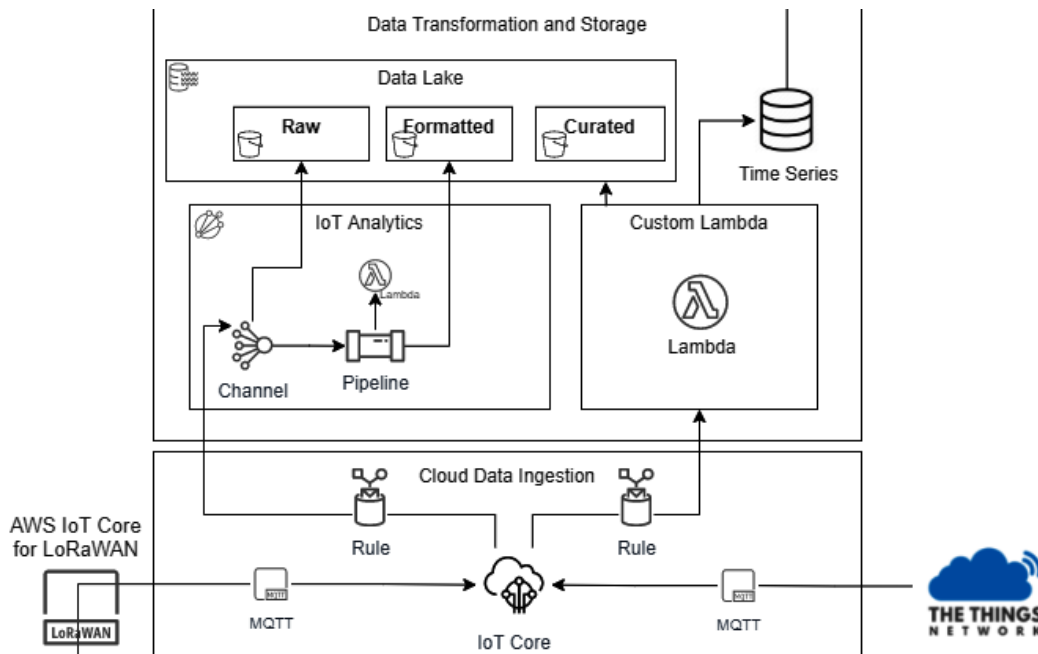 Data Transformation and Storage
Data Lake
Raw
Formatted
Curated
Time Series
IoT Analytics
Custom Lambda
Lambda
Lambda
Channel
Pipeline
Cloud Data Ingestion
Rule
Rule
AWS IoT Core
for LoRaWAN
LoRaWAN
MQTT
MQTT
MQTT
MQTT
IoT Core
THE THINGS
NETWORK